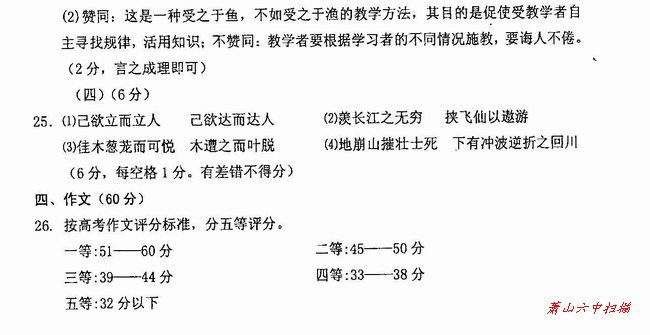 (2)赞同：这是一种受之于鱼，不如受之于渔的教学方法，其目的是促使受教学者自
主寻找规律，活用知识；不赞同：教学者要根据学习者的不同情况施教，要诲人不倦。
(2分，言之成理即可)
(四)(6分)
25. ⑴己欲立而立人 己欲达而达人 ⑵羡长江之无穷 挟飞仙以遨游
⑶佳木葱茏而可悦 木遭之而叶脱 ⑷地崩山摧壮士死 下有冲波逆折之回川
(6分，每空格1分。有差错不得分)
四、作文(60分)
26. 按高考作文评分标准，分五等评分。
一等:51——60分 二等:45——50分
三等:39——44分 四等:33——38分
五等:32分以下
萧山六中扫描